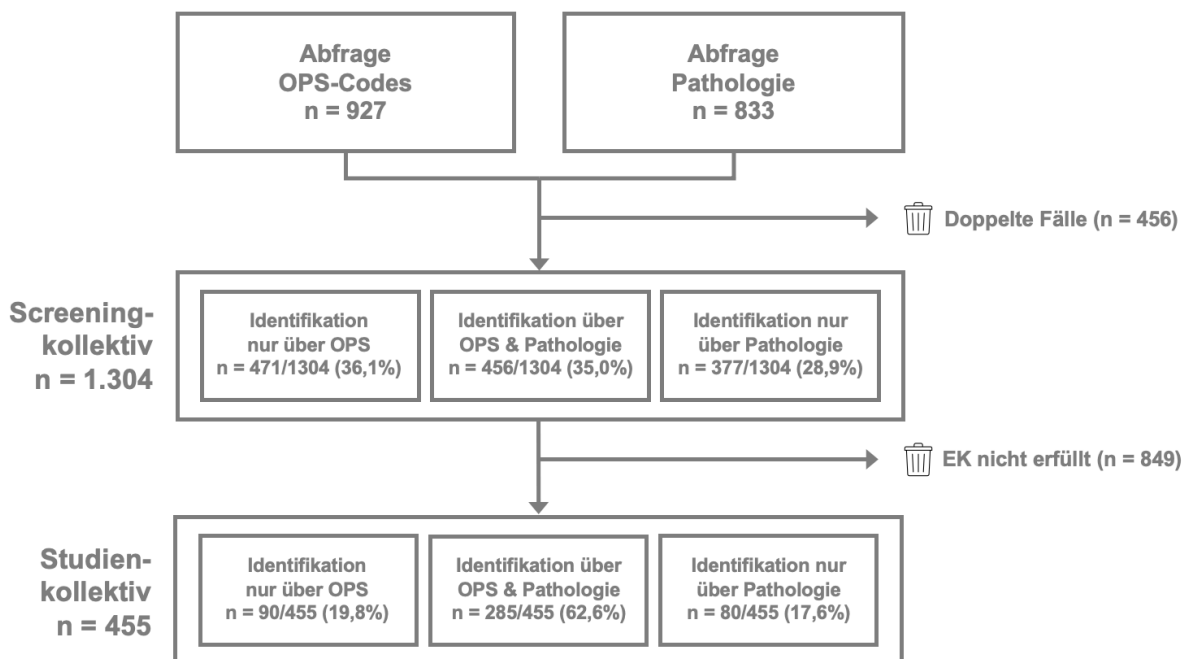 Abfrage
OPS-Codes
n = 927
Abfrage
Pathologie
n = 833
Doppelte Fälle (n = 456)
Screening-
kollektiv
n = 1.304
Identifikation
nur über OPS
n = 471/1304 (36,1%)
Identifikation über
OPS & Pathologie
n = 456/1304 (35,0%)
Identifikation nur
über Pathologie
n = 377/1304 (28,9%)
EK nicht erfüllt (n = 849)
Studien-
kollektiv
n = 455
Identifikation
nur über OPS
n = 90/455 (19,8%)
Identifikation über
OPS & Pathologie
n = 285/455 (62,6%)
Identifikation nur
über Pathologie
n = 80/455 (17,6%)